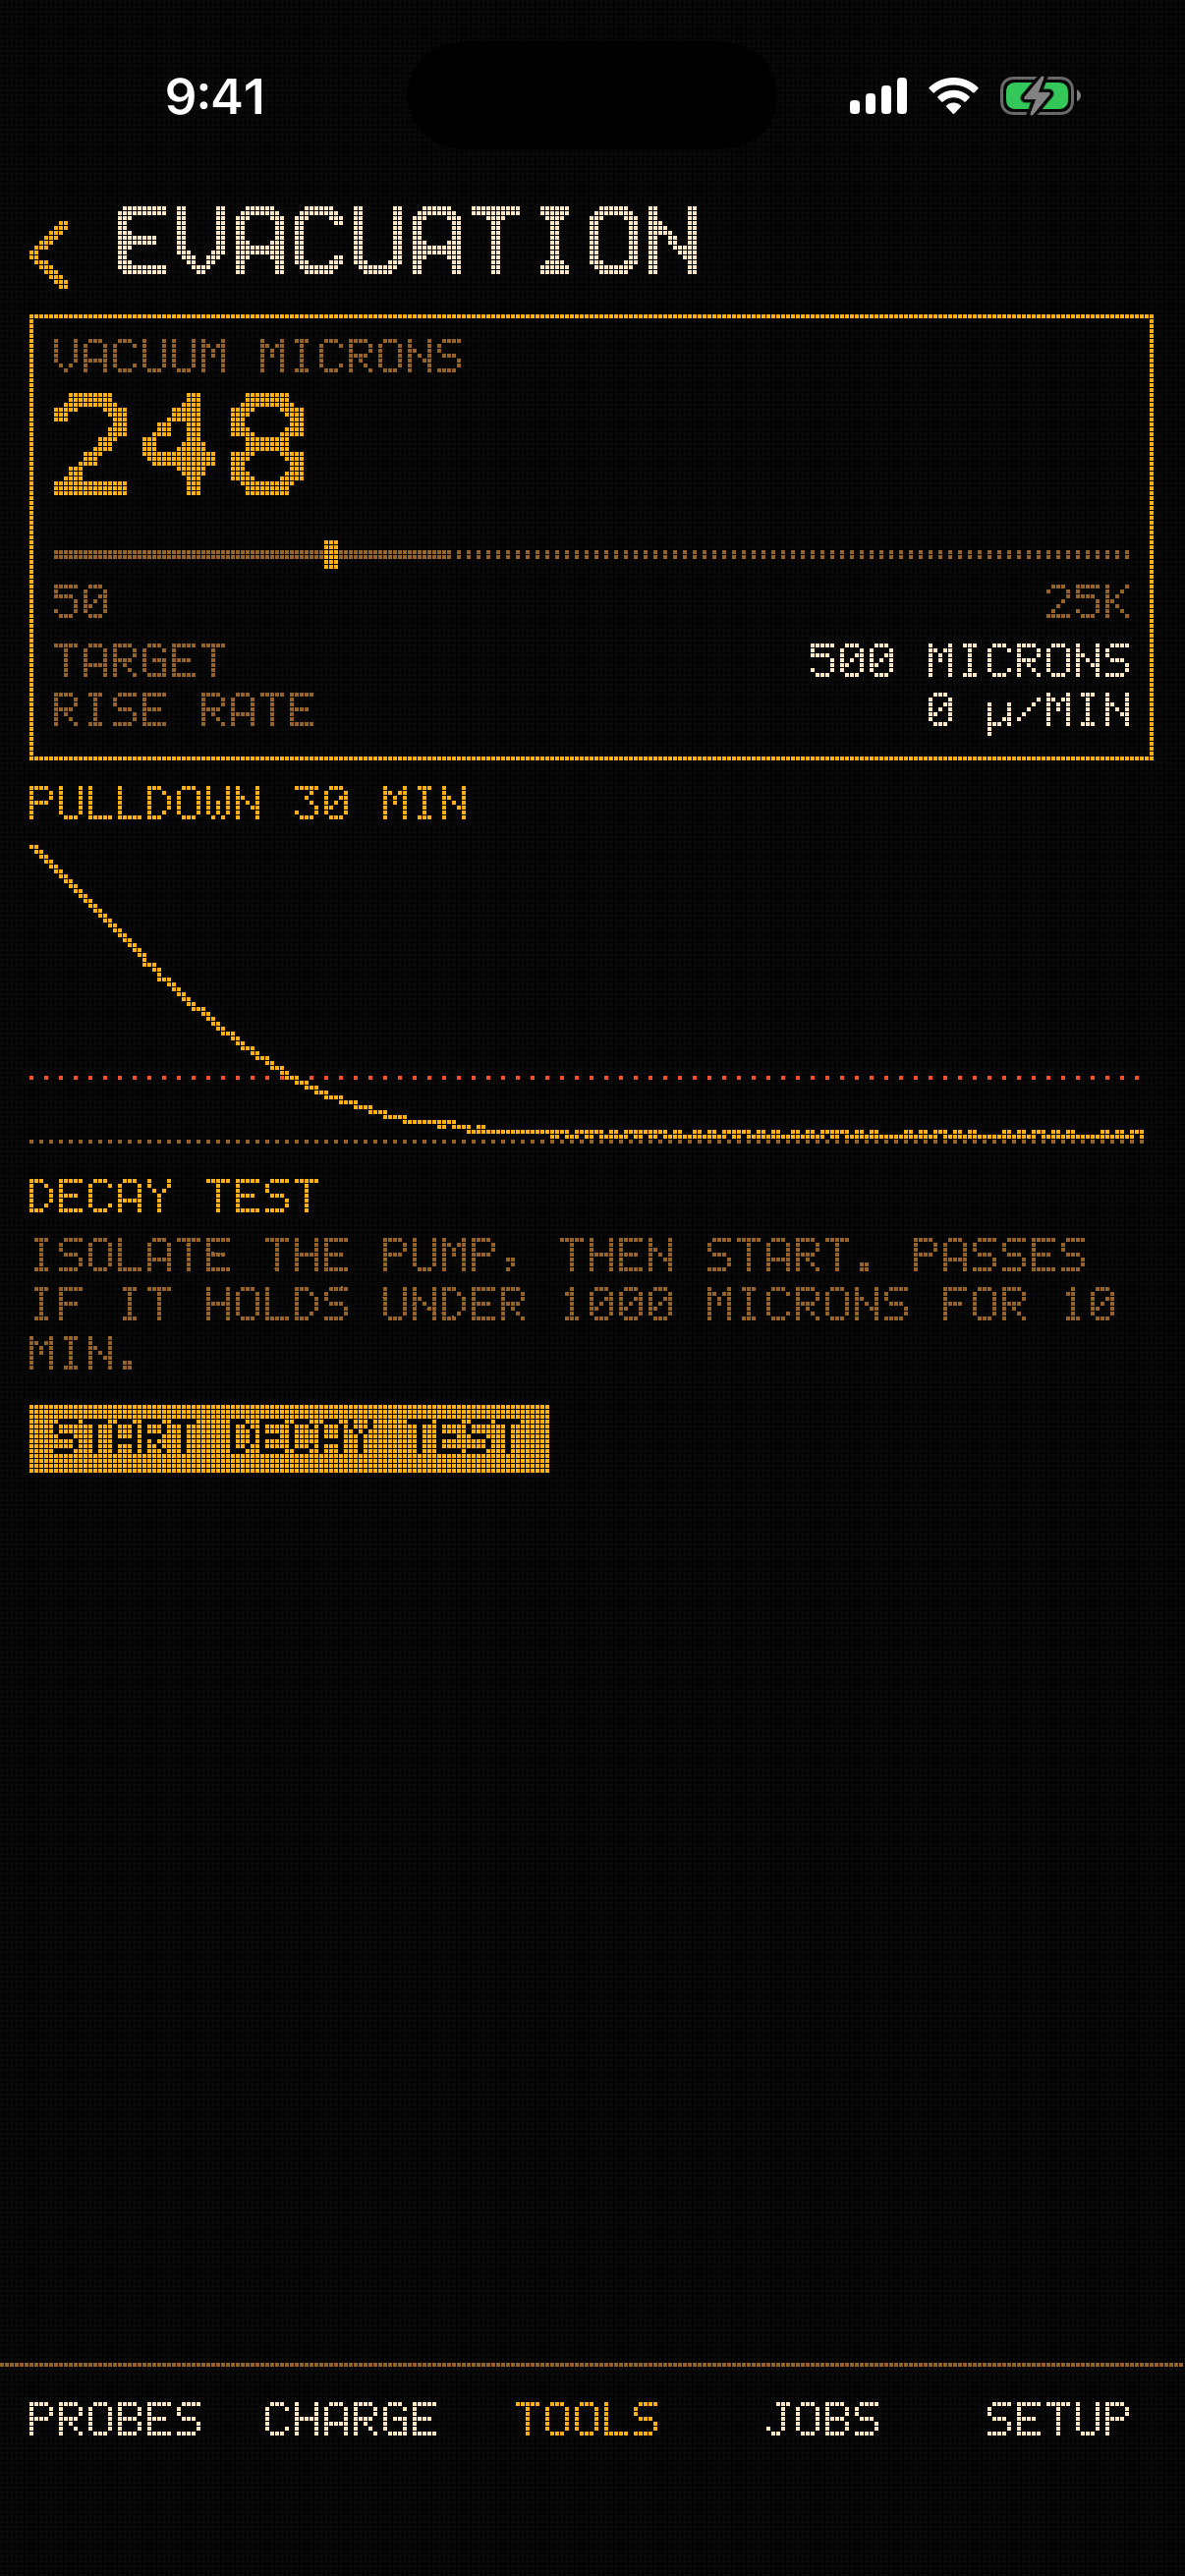 9:41
< EVACUATION
VACUUM MICRONS
248
50 25K
TARGET 500 MICRONS
RISE RATE 0 µ/MIN
PULLDOWN 30 MIN
DECAY TEST
ISOLATE THE PUMP, THEN START. PASSES
IF IT HOLDS UNDER 1000 MICRONS FOR 10
MIN.
START DECAY TEST
PROBES CHARGE TOOLS JOBS SETUP